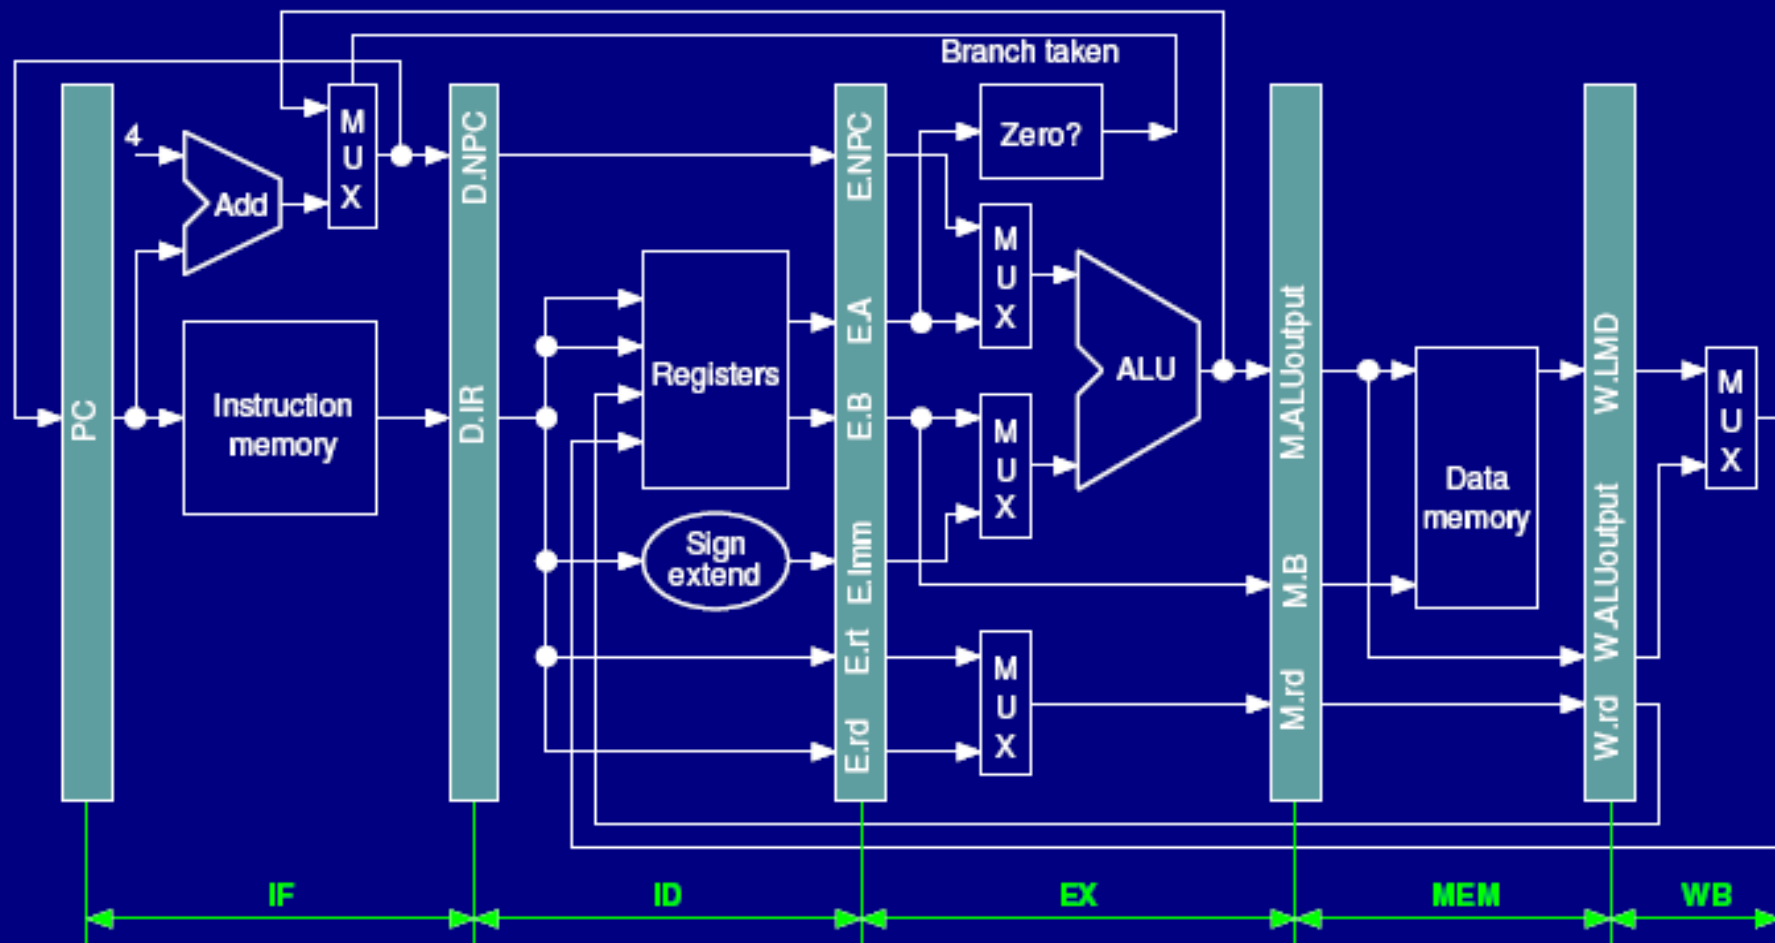 Branch taken
4
Add
M
U
X
PC
Instruction
memory
D.NPC
D.IR
Registers
Sign
extend
E.NPC
E.A
E.B
E.Imm
E.rt
E.rd
Zero?
M
U
X
M
U
X
M
U
X
ALU
M.ALUoutput
M.B
M.rd
Data
memory
W.LMD
W.ALUoutput
W.rd
M
U
X
IF
ID
EX
MEM
WB